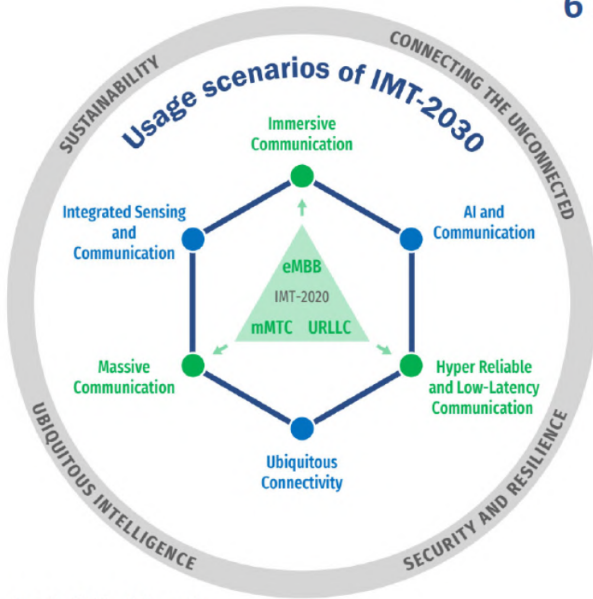 6
SUSTAINABILITY
CONNECTING THE UNCONNECTED
Usage scenarios of IMT-2030
Immersive
Communication
Integrated Sensing
and
Communication
AI and
Communication
eMBB
IMT-2020
mMTC URLLC
Massive
Communication
Hyper Reliable
and Low-Latency
Communication
Ubiquitous
Connectivity
UBIQUITOUS INTELLIGENCE
SECURITY AND RESILIENCE